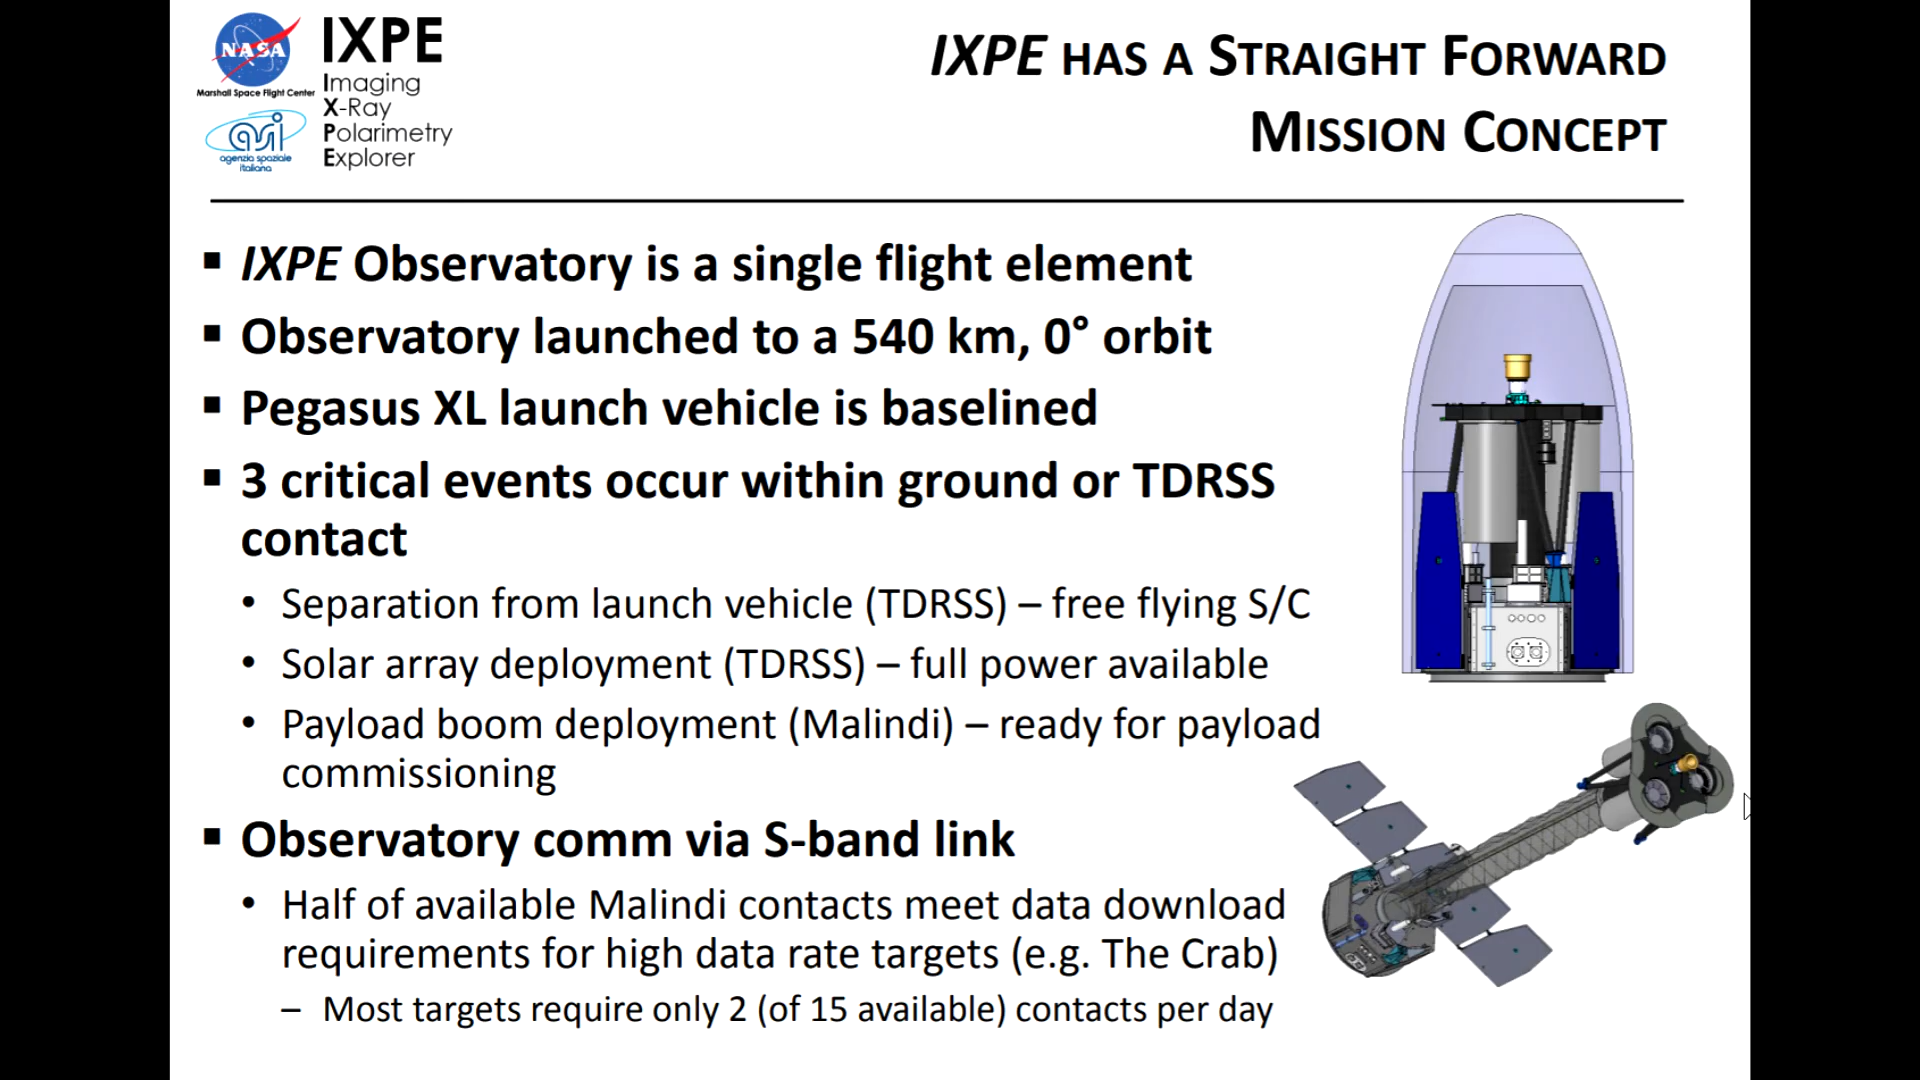 NASA
Marshall Space Flight Center
asi
agenzia spaziale
italiana
IXPE
Imaging
X-Ray
Polarimetry
Explorer
IXPE HAS A STRAIGHT FORWARD
MISSION CONCEPT
▪ IXPE Observatory is a single flight element
▪ Observatory launched to a 540 km, 0° orbit
▪ Pegasus XL launch vehicle is baselined
▪ 3 critical events occur within ground or TDRSS
contact
• Separation from launch vehicle (TDRSS) – free flying S/C
• Solar array deployment (TDRSS) – full power available
• Payload boom deployment (Malindi) – ready for payload
commissioning
▪ Observatory comm via S-band link
• Half of available Malindi contacts meet data download
requirements for high data rate targets (e.g. The Crab)
– Most targets require only 2 (of 15 available) contacts per day